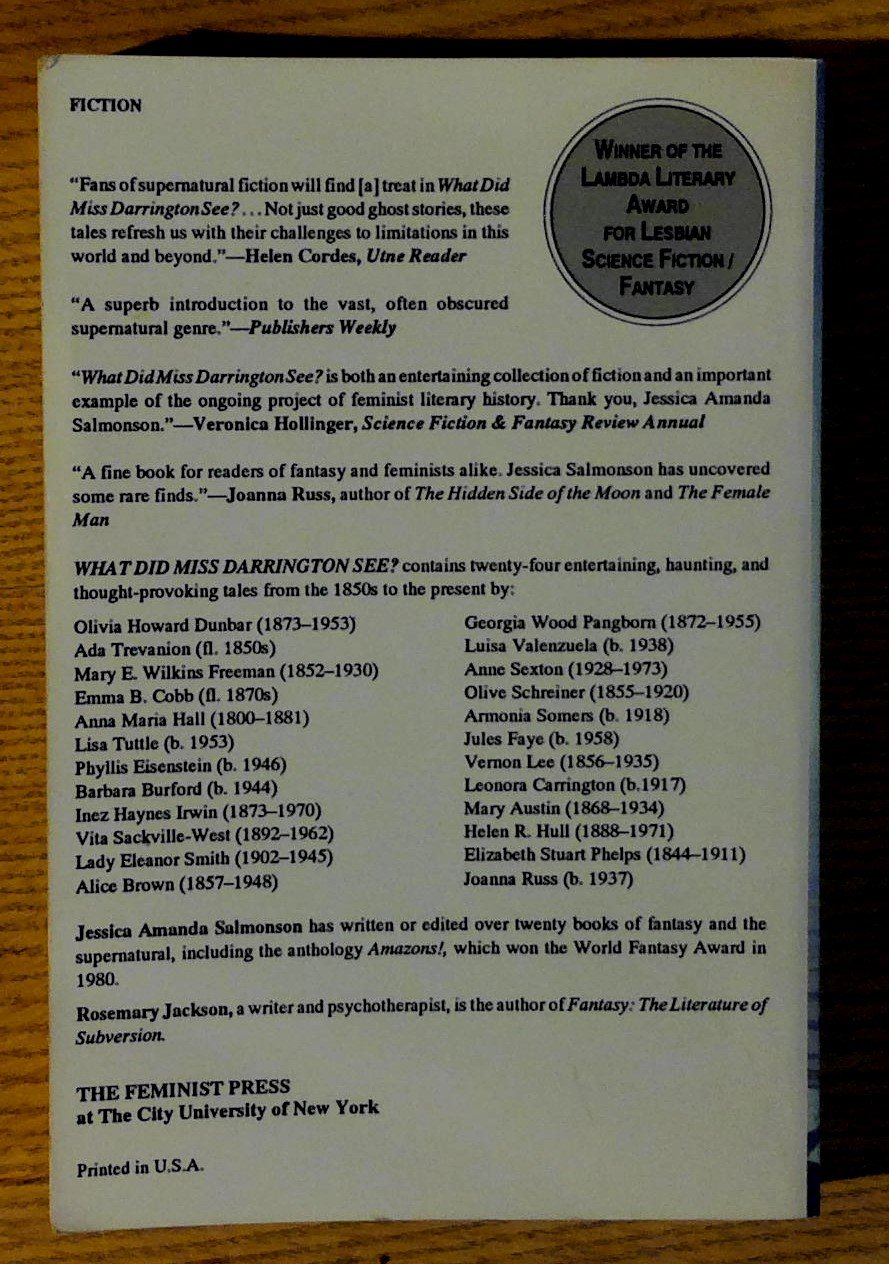 FICTION
WINNER OF THE
LAMBDA LITERARY
AWARD
FOR LESBIAN
SCIENCE FICTION /
FANTASY
“Fans of supernatural fiction will find [a] treat in What Did
Miss Darrington See? . . . Not just good ghost stories, these
tales refresh us with their challenges to limitations in this
world and beyond.”—Helen Cordes, Utne Reader
“A superb introduction to the vast, often obscured
supernatural genre.”—Publishers Weekly
“What Did Miss Darrington See? is both an entertaining collection of fiction and an important
example of the ongoing project of feminist literary history. Thank you, Jessica Amanda
Salmonson.”—Veronica Hollinger, Science Fiction & Fantasy Review Annual
“A fine book for readers of fantasy and feminists alike. Jessica Salmonson has uncovered
some rare finds.”—Joanna Russ, author of The Hidden Side of the Moon and The Female
Man
WHAT DID MISS DARRINGTON SEE? contains twenty-four entertaining, haunting, and
thought-provoking tales from the 1850s to the present by:
Olivia Howard Dunbar (1873–1953)
Ada Trevanion (fl. 1850s)
Mary E. Wilkins Freeman (1852–1930)
Emma B. Cobb (fl. 1870s)
Anna Maria Hall (1800–1881)
Lisa Tuttle (b. 1953)
Phyllis Eisenstein (b. 1946)
Barbara Burford (b. 1944)
Inez Haynes Irwin (1873–1970)
Vita Sackville-West (1892–1962)
Lady Eleanor Smith (1902–1945)
Alice Brown (1857–1948)
Georgia Wood Pangborn (1872–1955)
Luisa Valenzuela (b. 1938)
Anne Sexton (1928–1973)
Olive Schreiner (1855–1920)
Armonia Somers (b. 1918)
Jules Faye (b. 1958)
Vernon Lee (1856–1935)
Leonora Carrington (b.1917)
Mary Austin (1868–1934)
Helen R. Hull (1888–1971)
Elizabeth Stuart Phelps (1844–1911)
Joanna Russ (b. 1937)
Jessica Amanda Salmonson has written or edited over twenty books of fantasy and the
supernatural, including the anthology Amazons!, which won the World Fantasy Award in
1980.
Rosemary Jackson, a writer and psychotherapist, is the author of Fantasy: The Literature of
Subversion.
THE FEMINIST PRESS
at The City University of New York
Printed in U.S.A.